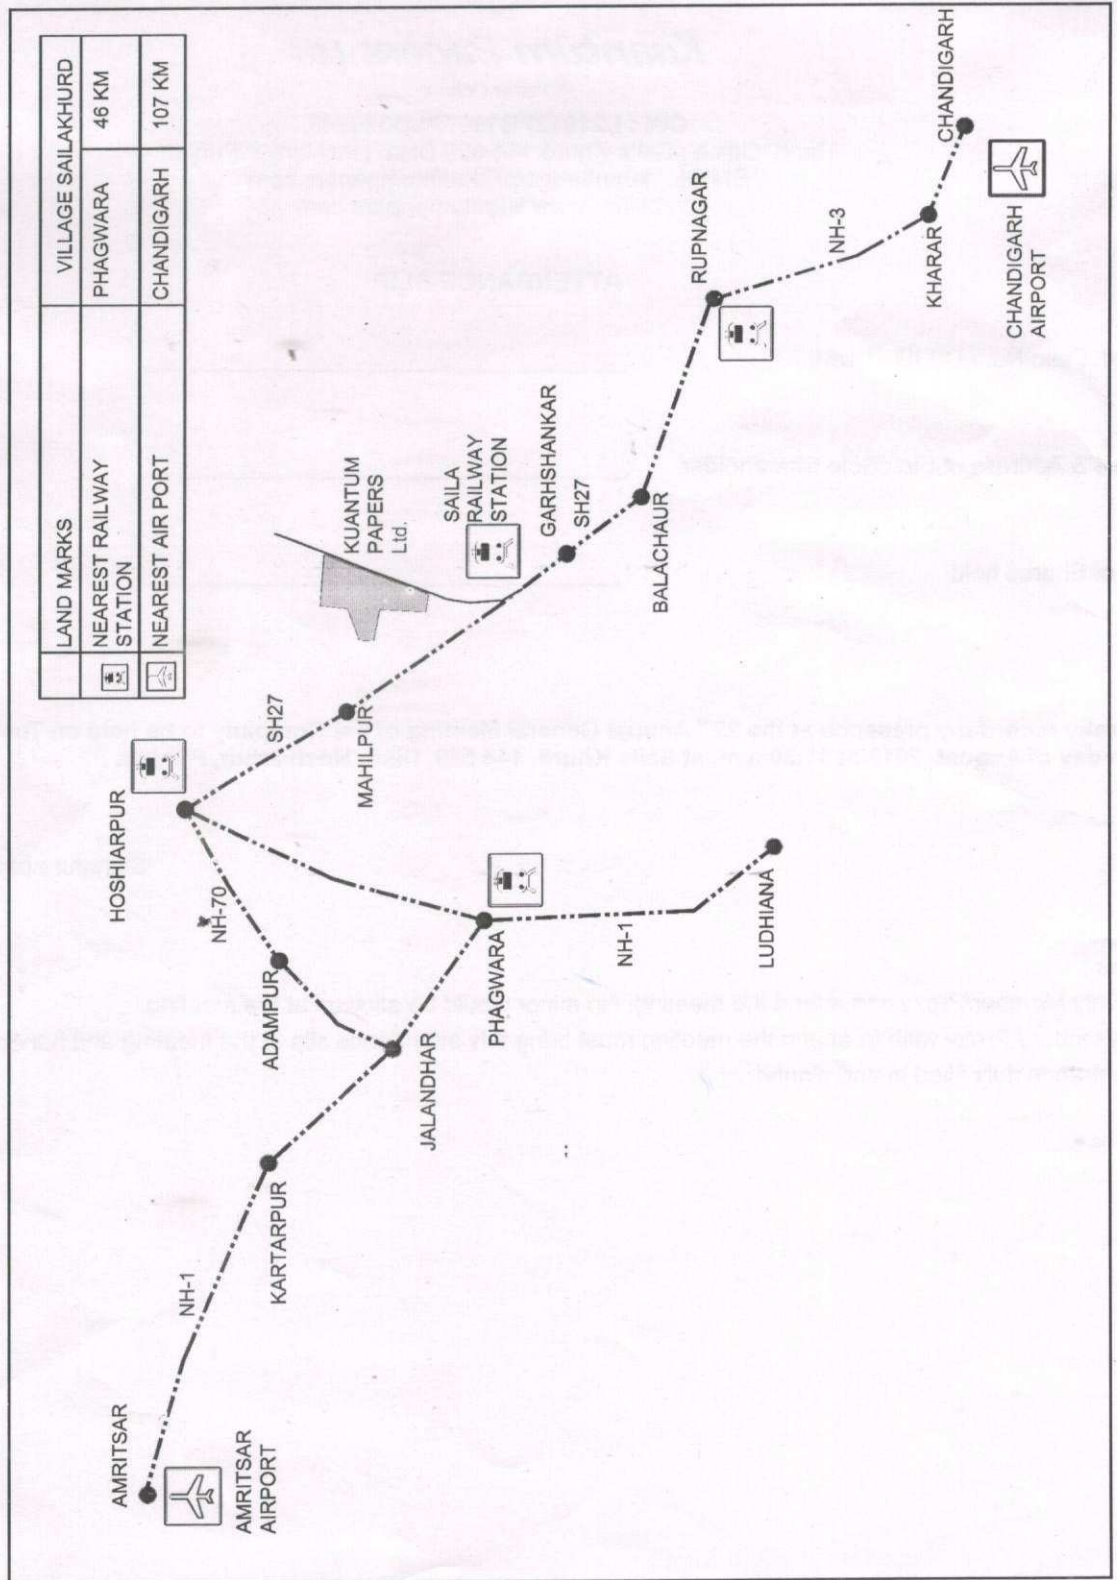 LAND MARKS VILLAGE SAILAKHURD
NEAREST RAILWAY PHAGWARA 46 KM
STATION
NEAREST AIR PORT CHANDIGARH 107 KM
AMRITSAR
AMRITSAR
AIRPORT
NH-1
KARTARPUR
JALANDHAR
ADAMPUR
NH-70
HOSHIARPUR
PHAGWARA
NH-1
LUDHIANA
SH27
MAHILPUR
KUANTUM
PAPERS
Ltd.
SAILA
RAILWAY
STATION
GARHSHANKAR
SH27
BALACHAUR
RUPNAGAR
NH-3
KHARAR
CHANDIGARH
CHANDIGARH
AIRPORT